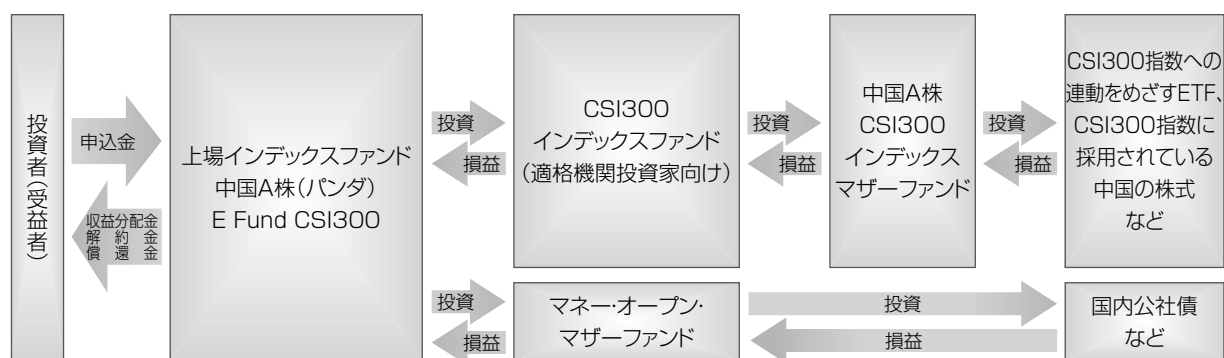 投資者(受益者)
申込金
収益分配金
解約金
償還金
上場インデックスファンド
中国A株(パンダ)
E Fund CSI300
投資
損益
CSI300
インデックスファンド
(適格機関投資家向け)
投資
損益
中国A株
CSI300
インデックス
マザーファンド
投資
損益
CSI300指数への
連動をめざすETF、
CSI300指数に
採用されている
中国の株式
など
投資
損益
マネー・オープン・
マザーファンド
投資
損益
国内公社債
など